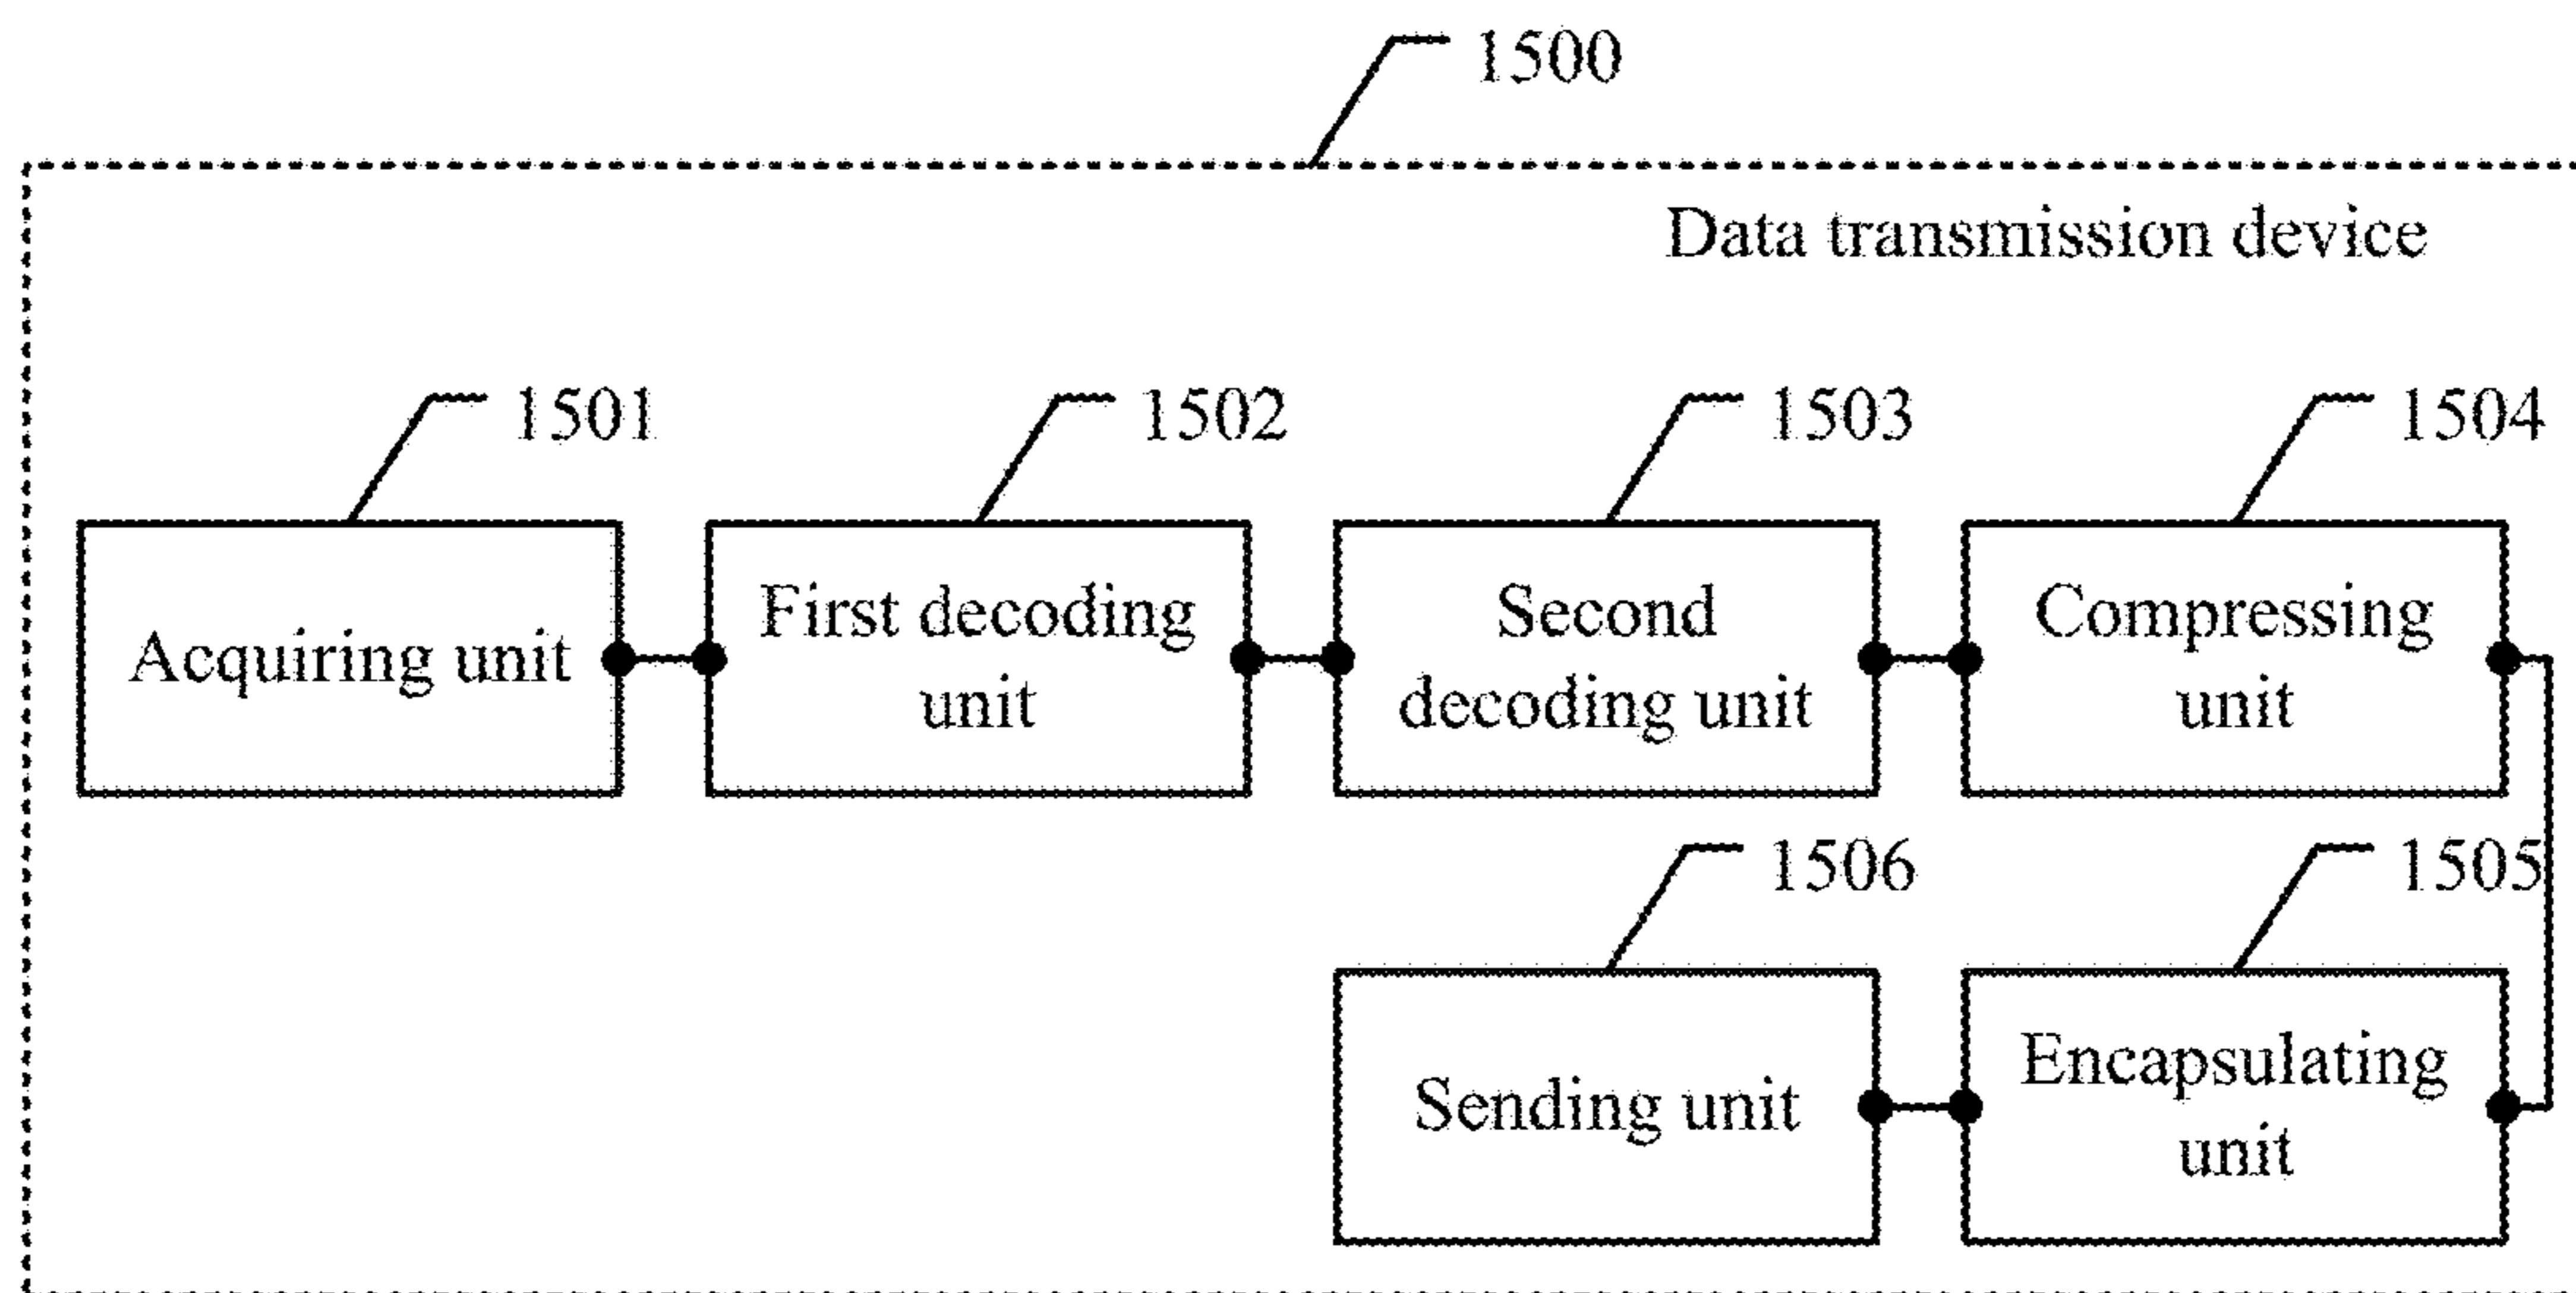 1500
Data transmission device
1501
1502
1503
1504
Acquiring unit
First decoding
unit
Second
decoding unit
Compressing
unit
1506
1505
Sending unit
Encapsulating
unit